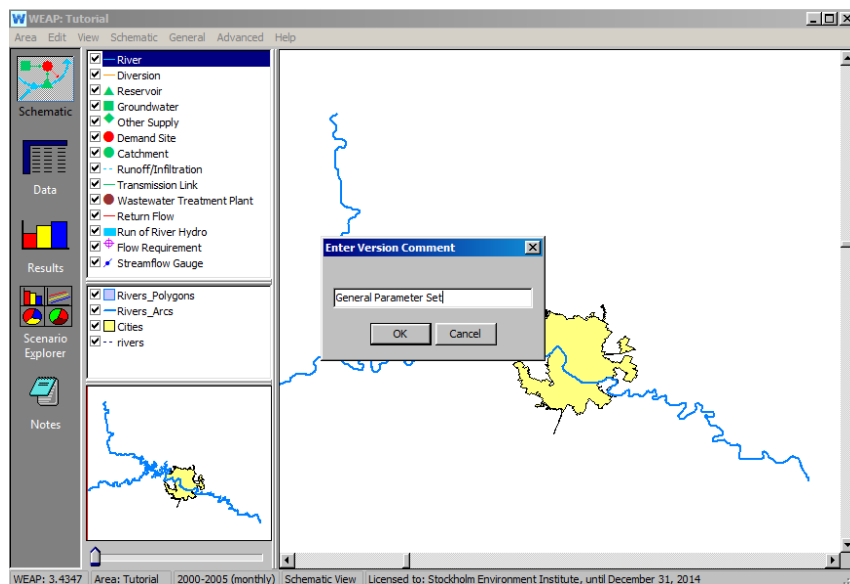 WEAP: Tutorial
Area Edit View Schematic General Advanced Help
Schematic
Data
Results
Scenario
Explorer
Notes
River
Diversion
Reservoir
Groundwater
Other Supply
Demand Site
Catchment
Runoff/Infiltration
Transmission Link
Wastewater Treatment Plant
Return Flow
Run of River Hydro
Flow Requirement
Streamflow Gauge
Rivers_Polygons
Rivers_Arcs
Cities
rivers
Enter Version Comment
General Parameter Set
OK Cancel
WEAP: 3.4347 Area: Tutorial 2000-2005 (monthly) Schematic View Licensed to: Stockholm Environment Institute, until December 31, 2014